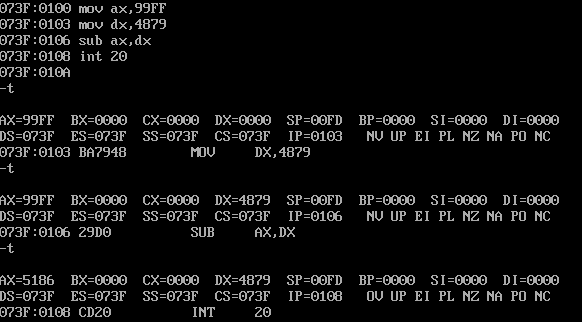 073F:0100 mov ax,99FF
073F:0103 mov dx,4879
073F:0106 sub ax,dx
073F:0108 int 20
073F:010A
-t
AX=99FF BX=0000 CX=0000 DX=0000 SP=00FD BP=0000 SI=0000 DI=0000
DS=073F ES=073F SS=073F CS=073F IP=0103 NV UP EI PL NZ NA PO NC
073F:0103 BA7948 MOV DX,4879
-t
AX=99FF BX=0000 CX=0000 DX=4879 SP=00FD BP=0000 SI=0000 DI=0000
DS=073F ES=073F SS=073F CS=073F IP=0106 NV UP EI PL NZ NA PO NC
073F:0106 29D0 SUB AX,DX
-t
AX=5186 BX=0000 CX=0000 DX=4879 SP=00FD BP=0000 SI=0000 DI=0000
DS=073F ES=073F SS=073F CS=073F IP=0108 OV UP EI PL NZ NA PO NC
073F:0108 CD20 INT 20